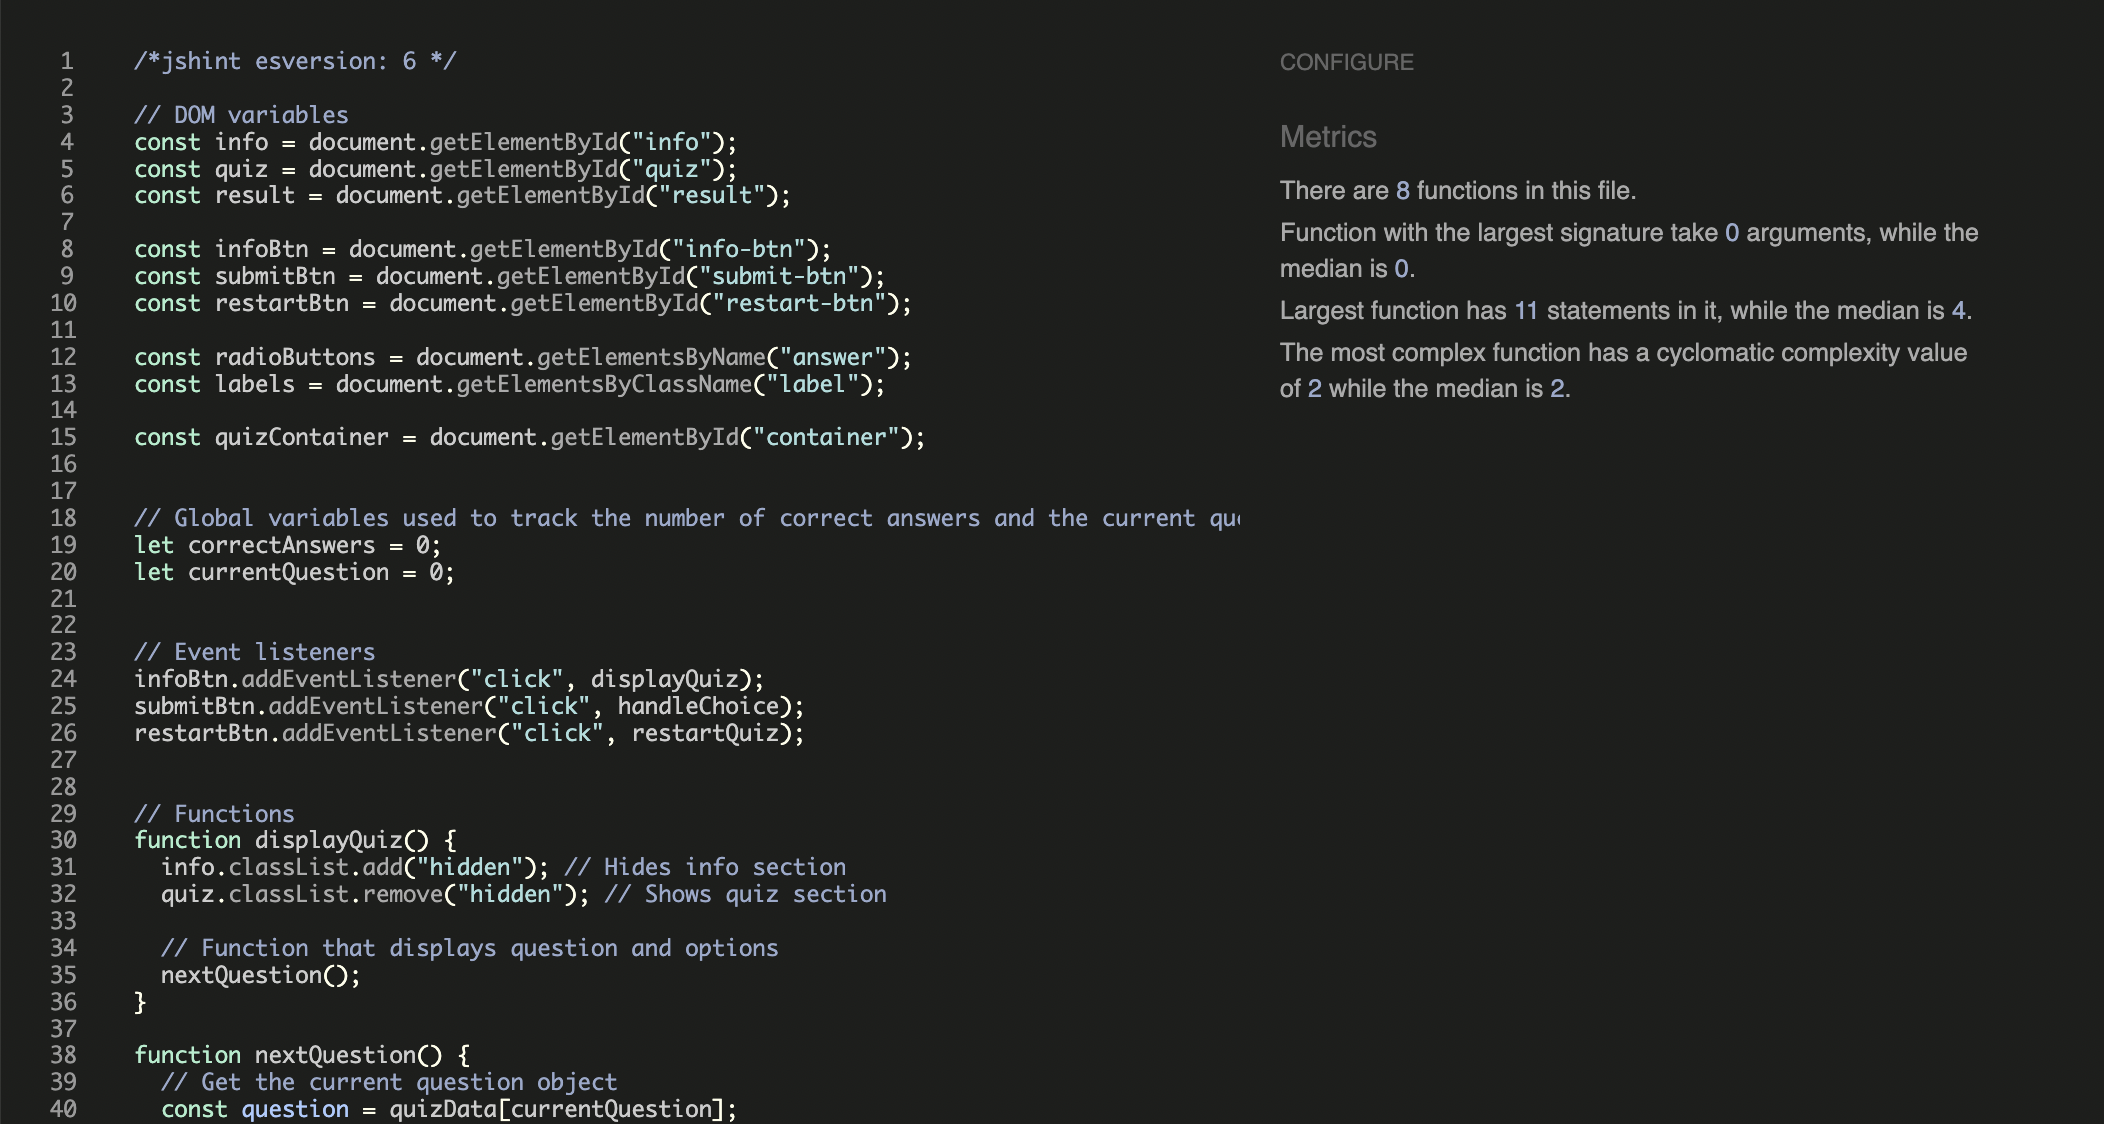 1 /*jshint esversion: 6 */
2
3 // DOM variables
4 const info = document.getElementById("info");
5 const quiz = document.getElementById("quiz");
6 const result = document.getElementById("result");
7
8 const infoBtn = document.getElementById("info-btn");
9 const submitBtn = document.getElementById("submit-btn");
10 const restartBtn = document.getElementById("restart-btn");
11
12 const radioButtons = document.getElementsByName("answer");
13 const labels = document.getElementsByClassName("label");
14
15 const quizContainer = document.getElementById("container");
16
17
18 // Global variables used to track the number of correct answers and the current
19 let correctAnswers = 0;
20 let currentQuestion = 0;
21
22
23 // Event listeners
24 infoBtn.addEventListener("click", displayQuiz);
25 submitBtn.addEventListener("click", handleChoice);
26 restartBtn.addEventListener("click", restartQuiz);
27
28
29 // Functions
30 function displayQuiz() {
31 info.classList.add("hidden"); // Hides info section
32 quiz.classList.remove("hidden"); // Shows quiz section
33
34 // Function that displays question and options
35 nextQuestion();
36 }
37
38 function nextQuestion() {
39 // Get the current question object
40 const question = quizData[currentQuestion];
CONFIGURE
Metrics
There are 8 functions in this file.
Function with the largest signature take 0 arguments, while the
median is 0.
Largest function has 11 statements in it, while the median is 4.
The most complex function has a cyclomatic complexity value
of 2 while the median is 2.